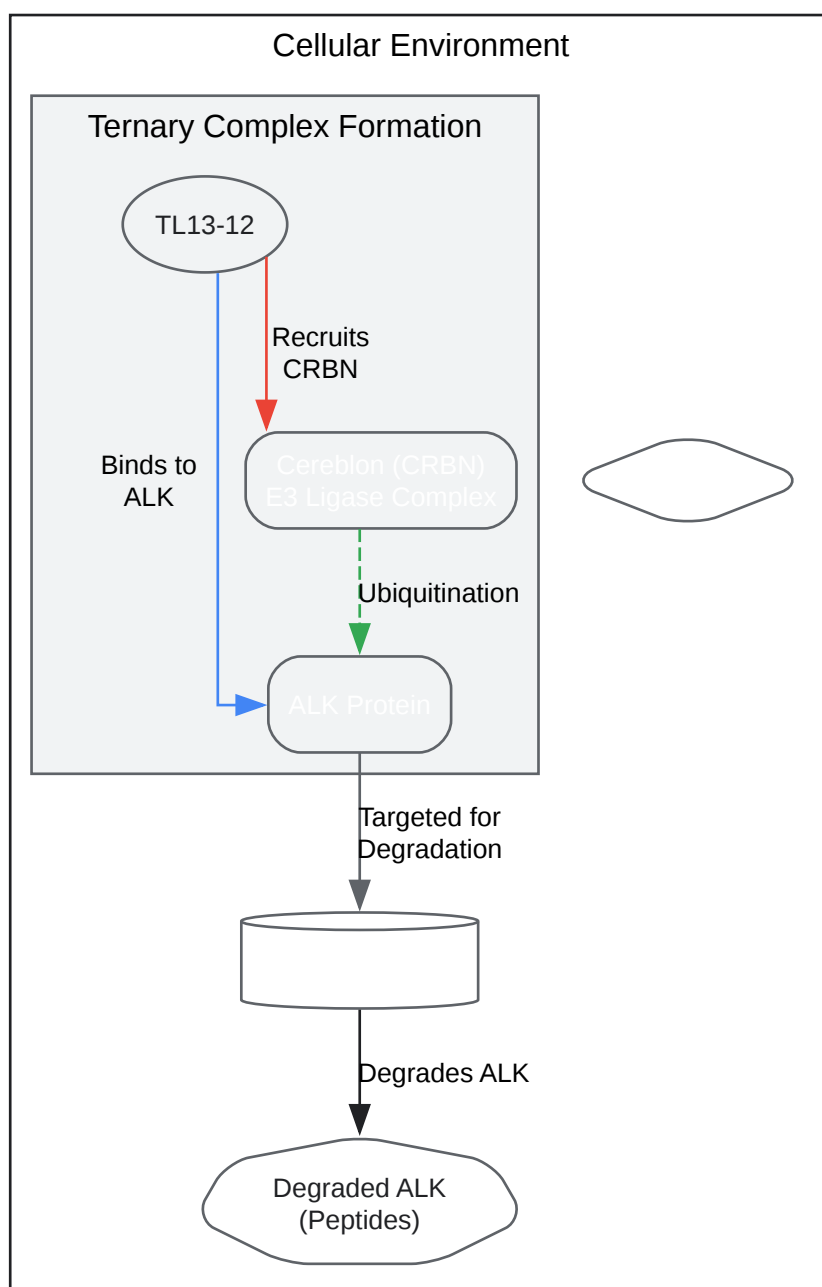 Cellular Environment
Ternary Complex Formation
TL13-12
Recruits
CRBN
Binds to
ALK
Cereblon (CRBN)
E3 Ligase Complex
Ubiquitination
ALK Protein
Targeted for
Degradation
Degrades ALK
Degraded ALK
(Peptides)